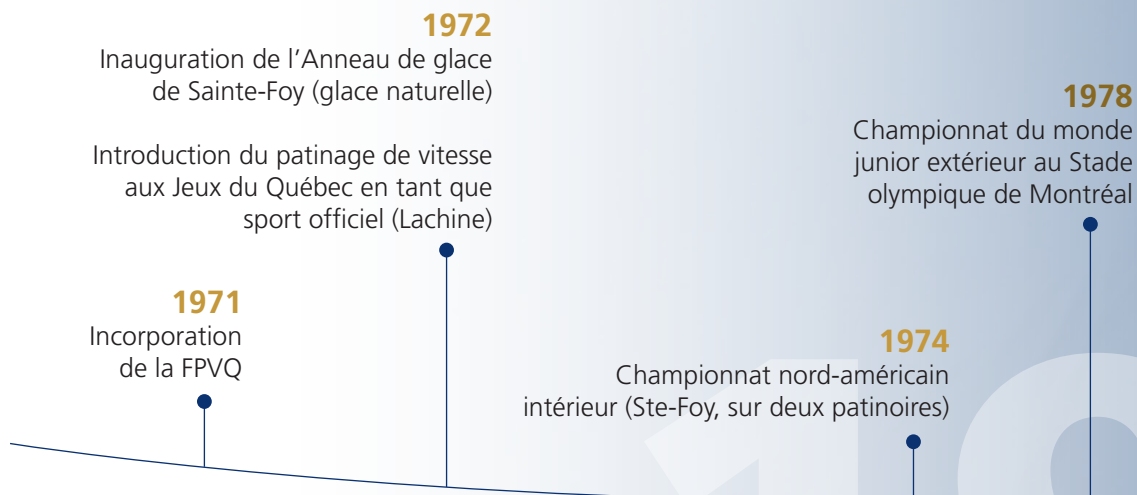 1972
Inauguration de l'Anneau de glace
de Sainte-Foy (glace naturelle)
Introduction du patinage de vitesse
aux Jeux du Québec en tant que
sport officiel (Lachine)
1978
Championnat du monde
junior extérieur au Stade
olympique de Montréal
1971
Incorporation
de la FPVQ
1974
Championnat nord-américain
intérieur (Ste-Foy, sur deux patinoires)